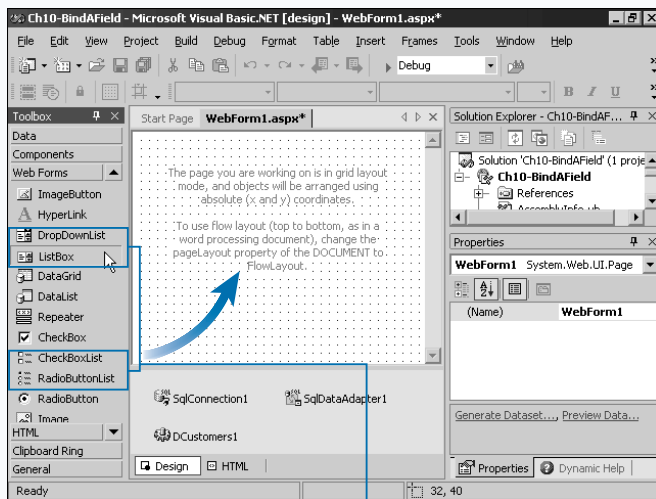 Ch10-BindAField - Microsoft Visual Basic.NET [design] - WebForm1.aspx*
File Edit View Project Build Debug Format Table Insert Frames Tools Window Help
Debug
B I U
Toolbox
Data
Components
Web Forms
ImageButton
HyperLink
DropDownList
ListBox
DataGrid
DataList
Repeater
CheckBox
CheckBoxList
RadioButtonList
RadioButton
Image
HTML
Clipboard Ring
General
Start Page WebForm1.aspx*
The page you are working on is in grid layout
mode, and objects will be arranged using
absolute (x and y) coordinates.
To use flow layout (top to bottom, as in a
word processing document), change the
pageLayout property of the DOCUMENT to
FlowLayout.
SqlConnection1 SqlDataAdapter1
DCustomers1
Design HTML
Solution Explorer - Ch10-BindAF...
Solution 'Ch10-BindAField' (1 proje
Ch10-BindAField
References
AssemblyInfo.vb
Properties
WebForm1 System.Web.UI.Page
(Name) WebForm1
Generate Dataset..., Preview Data...
Properties Dynamic Help
Ready 32, 40